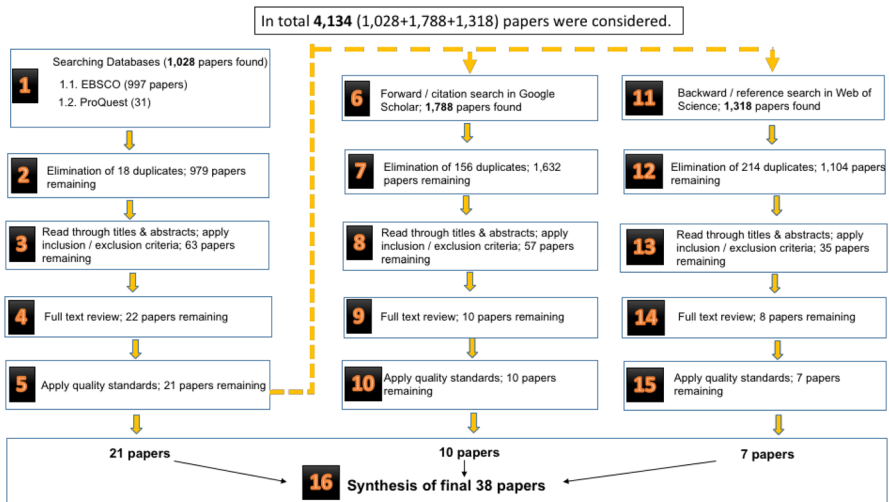 In total 4,134 (1,028+1,788+1,318) papers were considered.
1
Searching Databases (1,028 papers found)
1.1. EBSCO (997 papers)
1.2. ProQuest (31)
2
Elimination of 18 duplicates; 979 papers
remaining
3
Read through titles & abstracts; apply
inclusion / exclusion criteria; 63 papers
remaining
4
Full text review; 22 papers remaining
5
Apply quality standards; 21 papers remaining
6
Forward / citation search in Google
Scholar; 1,788 papers found
7
Elimination of 156 duplicates; 1,632
papers remaining
8
Read through titles & abstracts; apply
inclusion / exclusion criteria; 57 papers
remaining
9
Full text review; 10 papers remaining
10
Apply quality standards; 10 papers
remaining
11
Backward / reference search in Web of
Science; 1,318 papers found
12
Elimination of 214 duplicates; 1,104 papers
remaining
13
Read through titles & abstracts; apply
inclusion / exclusion criteria; 35 papers
remaining
14
Full text review; 8 papers remaining
15
Apply quality standards; 7 papers
remaining
21 papers
10 papers
7 papers
16
Synthesis of final 38 papers